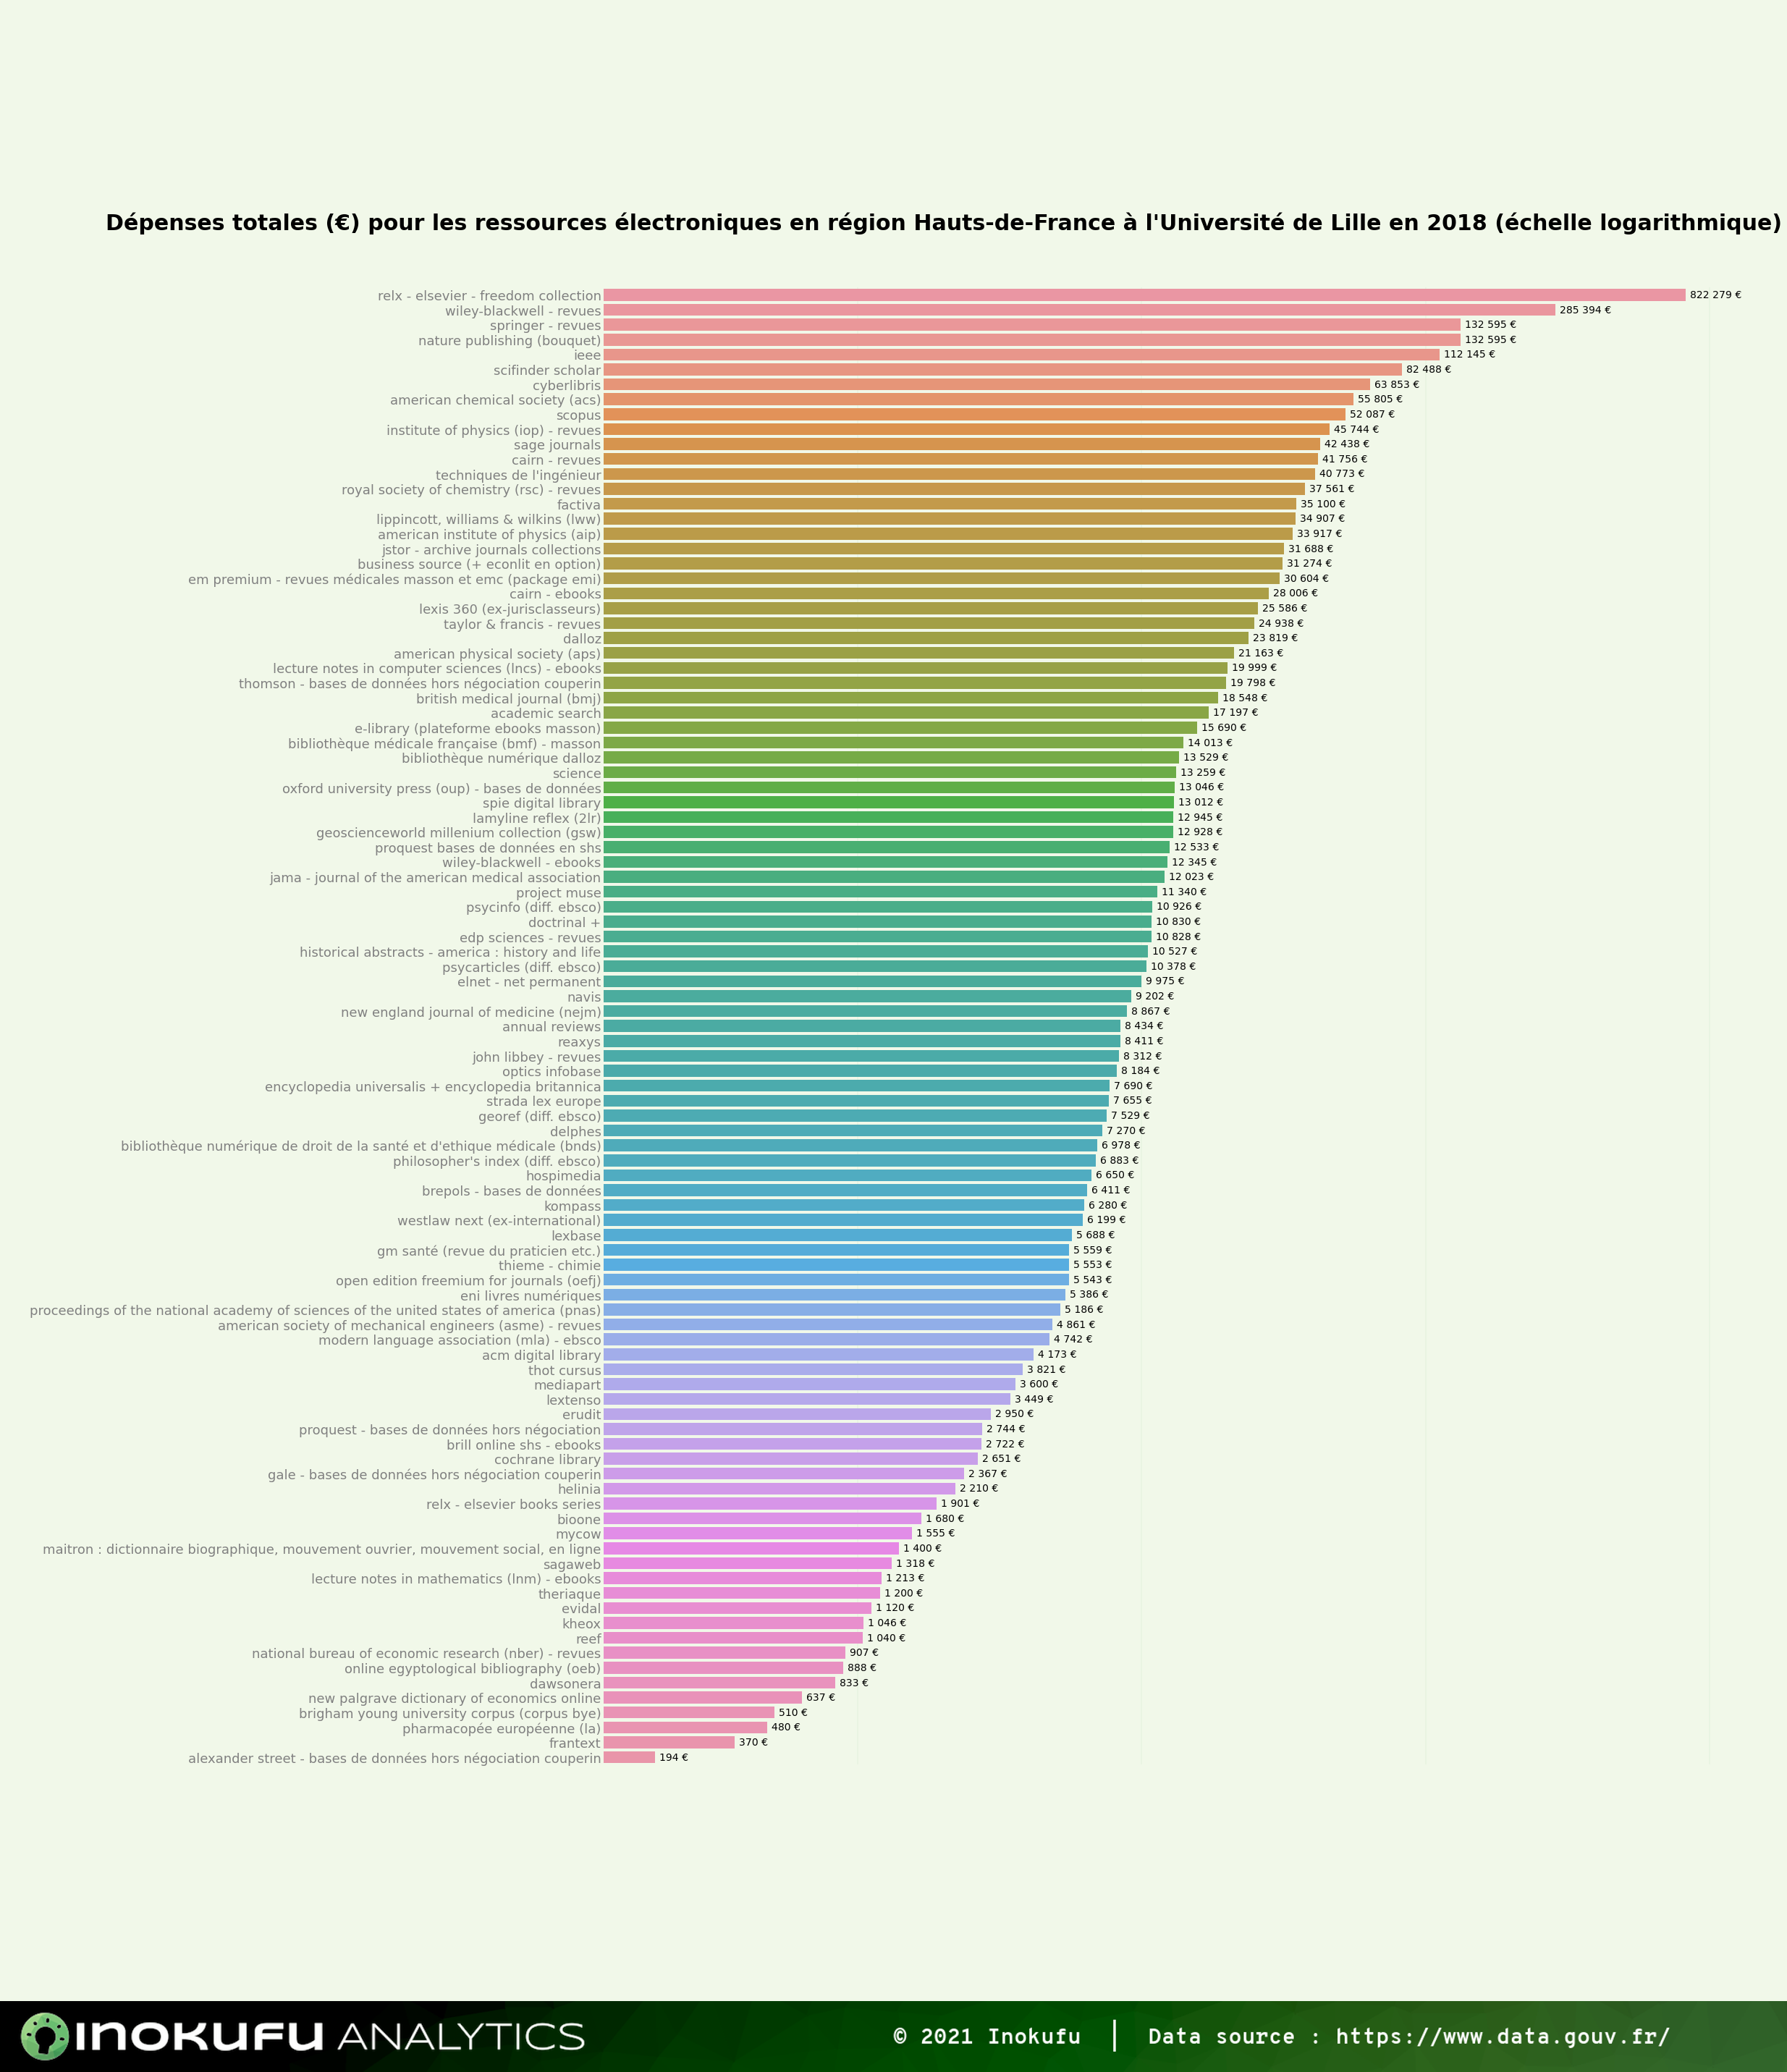 Dépenses totales (€) pour les ressources électroniques en région Hauts-de-France à l'Université de Lille en 2018 (échelle logarithmique)
relx - elsevier - freedom collection 822 279 €
wiley-blackwell - revues 285 394 €
springer - revues 132 595 €
nature publishing (bouquet) 132 595 €
ieee 112 145 €
scifinder scholar 82 488 €
cyberlibris 63 853 €
american chemical society (acs) 55 805 €
scopus 52 087 €
institute of physics (iop) - revues 45 744 €
sage journals 42 438 €
cairn - revues 41 756 €
techniques de l'ingénieur 40 773 €
royal society of chemistry (rsc) - revues 37 561 €
factiva 35 100 €
lippincott, williams & wilkins (lww) 34 907 €
american institute of physics (aip) 33 917 €
jstor - archive journals collections 31 688 €
business source (+ econlit en option) 31 274 €
em premium - revues médicales masson et emc (package emi) 30 604 €
cairn - ebooks 28 006 €
lexis 360 (ex-jurisclasseurs) 25 586 €
taylor & francis - revues 24 938 €
dalloz 23 819 €
american physical society (aps) 21 163 €
lecture notes in computer sciences (lncs) - ebooks 19 999 €
thomson - bases de données hors négociation couperin 19 798 €
british medical journal (bmj) 18 548 €
academic search 17 197 €
e-library (plateforme ebooks masson) 15 690 €
bibliothèque médicale française (bmf) - masson 14 013 €
bibliothèque numérique dalloz 13 529 €
science 13 259 €
oxford university press (oup) - bases de données 13 046 €
spie digital library 13 012 €
lamyline reflex (2lr) 12 945 €
geoscienceworld millenium collection (gsw) 12 928 €
proquest bases de données en shs 12 533 €
wiley-blackwell - ebooks 12 345 €
jama - journal of the american medical association 12 023 €
project muse 11 340 €
psycinfo (diff. ebsco) 10 926 €
doctrinal + 10 830 €
edp sciences - revues 10 828 €
historical abstracts - america : history and life 10 527 €
psycarticles (diff. ebsco) 10 378 €
elnet - net permanent 9 975 €
navis 9 202 €
new england journal of medicine (nejm) 8 867 €
annual reviews 8 434 €
reaxys 8 411 €
john libbey - revues 8 312 €
optics infobase 8 184 €
encyclopedia universalis + encyclopedia britannica 7 690 €
strada lex europe 7 655 €
georef (diff. ebsco) 7 529 €
delphes 7 270 €
bibliothèque numérique de droit de la santé et d'ethique médicale (bnds) 6 978 €
philosopher's index (diff. ebsco) 6 883 €
hospimedia 6 650 €
brepols - bases de données 6 411 €
kompass 6 280 €
westlaw next (ex-international) 6 199 €
lexbase 5 688 €
gm santé (revue du praticien etc.) 5 559 €
thieme - chimie 5 553 €
open edition freemium for journals (oefj) 5 543 €
eni livres numériques 5 386 €
proceedings of the national academy of sciences of the united states of america (pnas) 5 186 €
american society of mechanical engineers (asme) - revues 4 861 €
modern language association (mla) - ebsco 4 742 €
acm digital library 4 173 €
thot cursus 3 821 €
mediapart 3 600 €
lextenso 3 449 €
erudit 2 950 €
proquest - bases de données hors négociation 2 744 €
brill online shs - ebooks 2 722 €
cochrane library 2 651 €
gale - bases de données hors négociation couperin 2 367 €
helinia 2 210 €
relx - elsevier books series 1 901 €
bioone 1 680 €
mycow 1 555 €
maitron : dictionnaire biographique, mouvement ouvrier, mouvement social, en ligne 1 400 €
sagaweb 1 318 €
lecture notes in mathematics (lnm) - ebooks 1 213 €
theriaque 1 200 €
evidal 1 120 €
kheox 1 046 €
reef 1 040 €
national bureau of economic research (nber) - revues 907 €
online egyptological bibliography (oeb) 888 €
dawsonera 833 €
new palgrave dictionary of economics online 637 €
brigham young university corpus (corpus bye) 510 €
pharmacopée européenne (la) 480 €
frantext 370 €
alexander street - bases de données hors négociation couperin 194 €
INOKUFU ANALYTICS © 2021 Inokufu | Data source : https://www.data.gouv.fr/